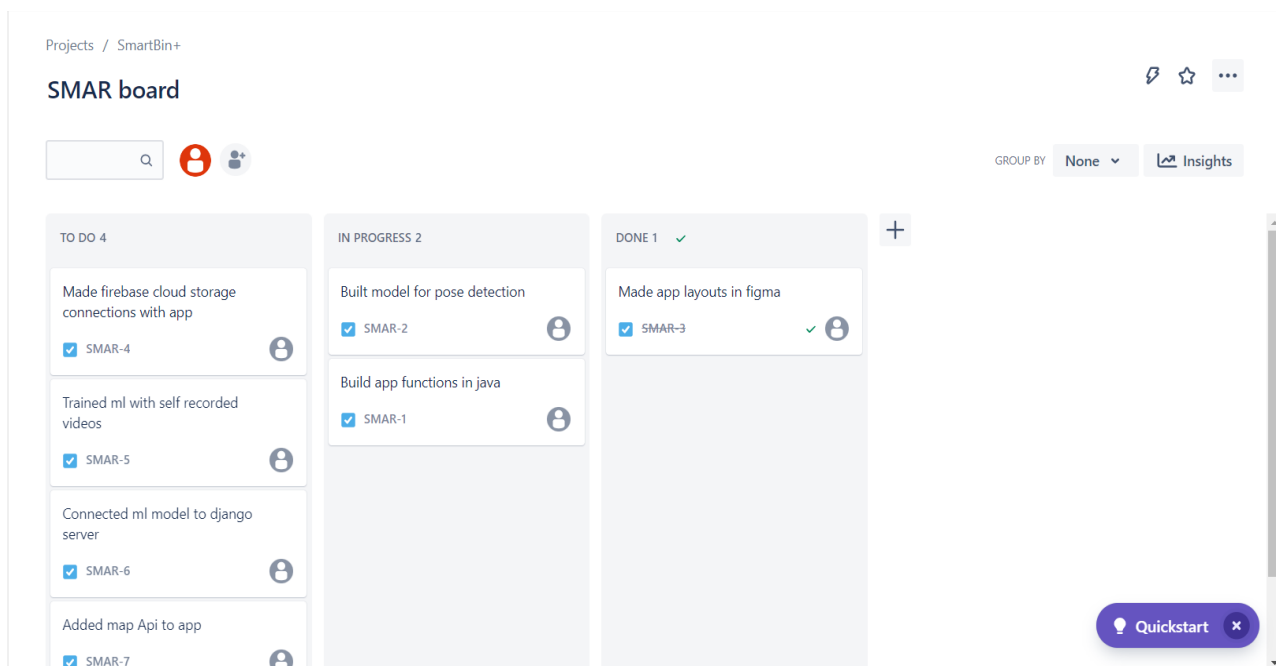 Projects / SmartBin+
SMAR board
GROUP BY
None
Insights
TO DO 4
Made firebase cloud storage
connections with app
SMAR-4
Trained ml with self recorded
videos
SMAR-5
Connected ml model to django
server
SMAR-6
Added map Api to app
SMAR-7
IN PROGRESS 2
Built model for pose detection
SMAR-2
Build app functions in java
SMAR-1
DONE 1
Made app layouts in figma
SMAR-3
Quickstart